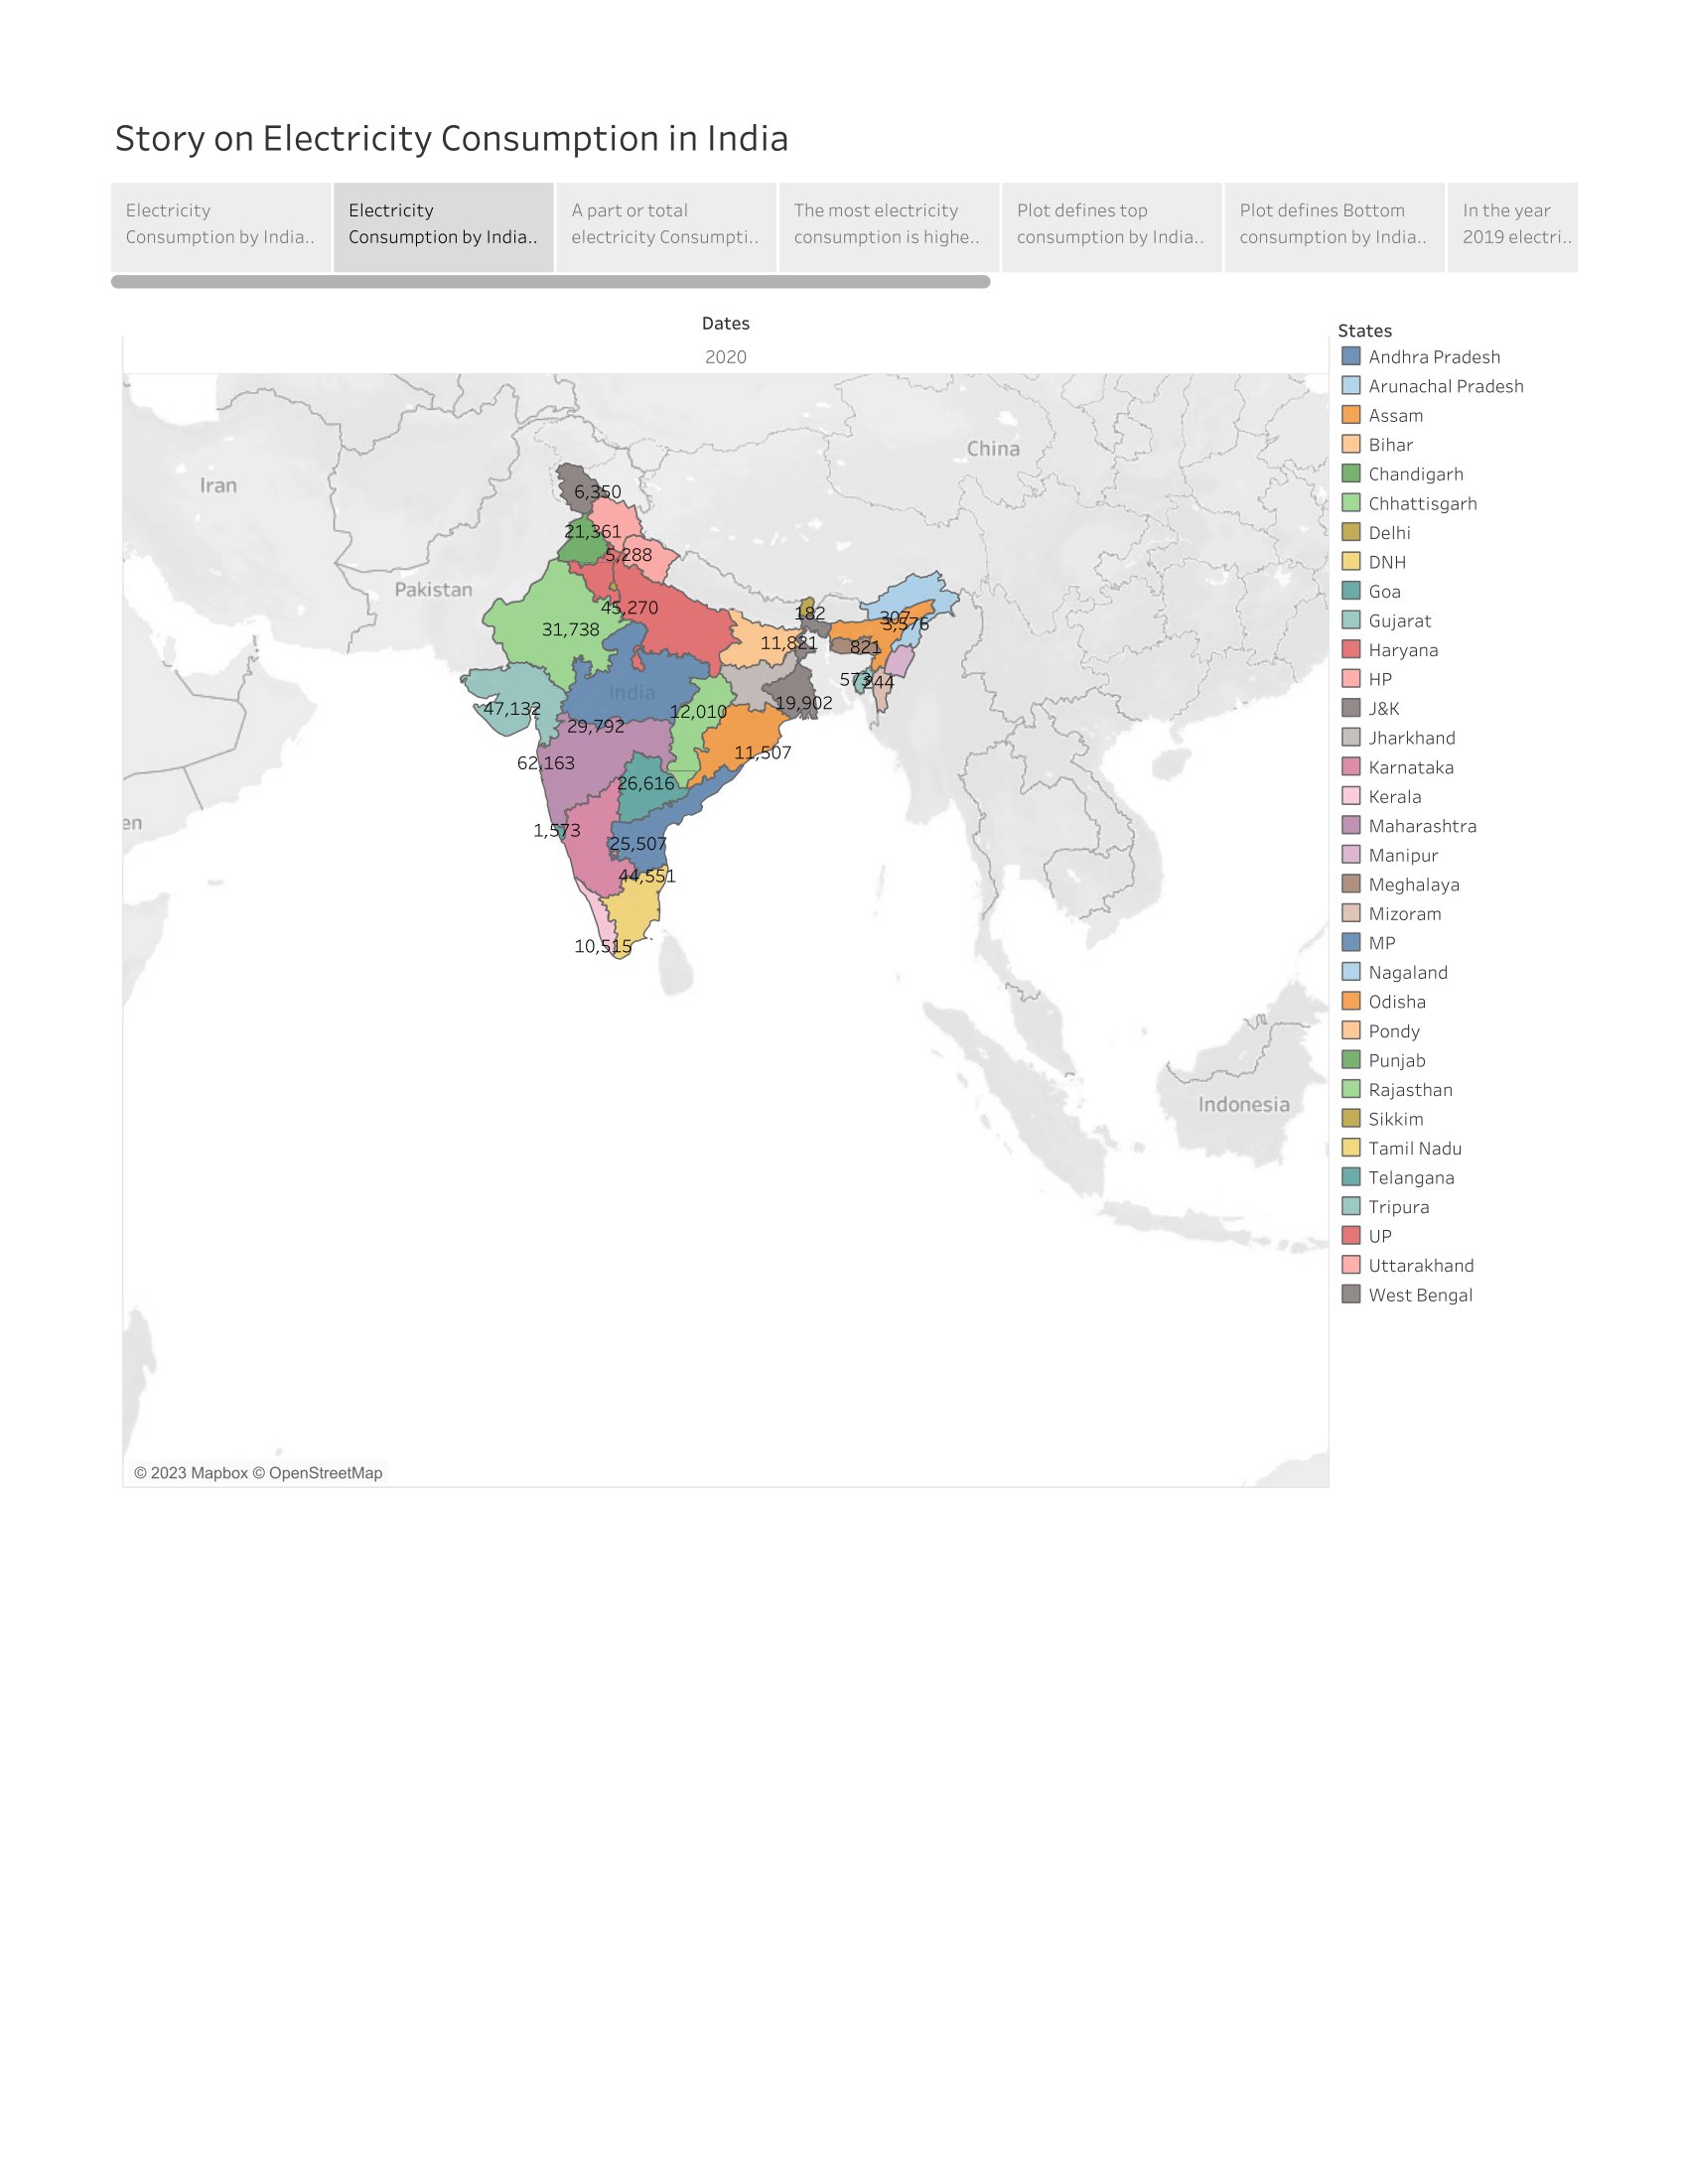 Story on Electricity Consumption in India
Electricity
Consumption by India..
Electricity
Consumption by India..
A part or total
electricity Consumpti..
The most electricity
consumption is highe..
Plot defines top
consumption by India..
Plot defines Bottom
consumption by India..
In the year
2019 electri..
Dates
2020
China
Iran
6,350
21,361
5,288
Pakistan
45,270
182
307
3,576
31,738
11,821
821
573
India
47,132
12,010
19,902
29,792
11,507
62,163
26,616
en
1,573
25,507
44,551
10,515
Indonesia
© 2023 Mapbox © OpenStreetMap
States
Andhra Pradesh
Arunachal Pradesh
Assam
Bihar
Chandigarh
Chhattisgarh
Delhi
DNH
Goa
Gujarat
Haryana
HP
J&K
Jharkhand
Karnataka
Kerala
Maharashtra
Manipur
Meghalaya
Mizoram
MP
Nagaland
Odisha
Pondy
Punjab
Rajasthan
Sikkim
Tamil Nadu
Telangana
Tripura
UP
Uttarakhand
West Bengal